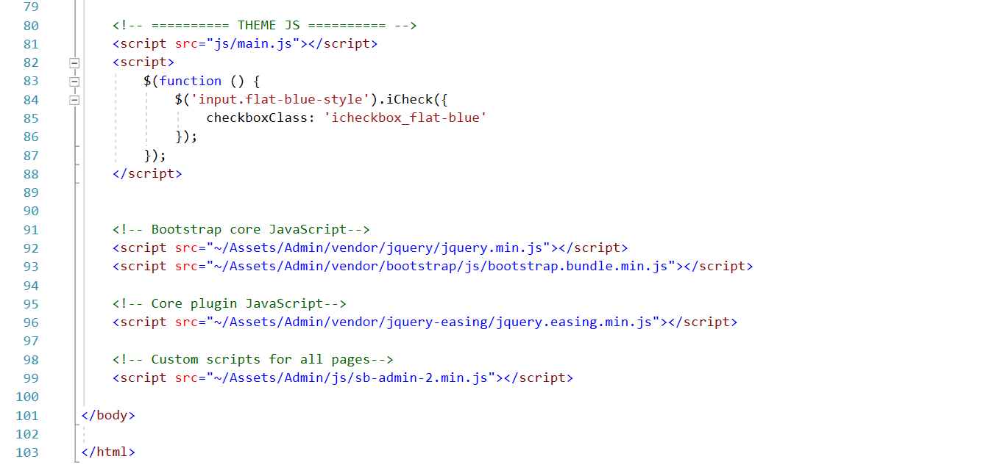 79
80 <!-- ========== THEME JS ========== -->
81 <script src="js/main.js"></script>
82 <script>
83 $(function () {
84 $('input.flat-blue-style').iCheck({
85 checkboxClass: 'icheckbox_flat-blue'
86 });
87 });
88 </script>
89
90
91 <!-- Bootstrap core JavaScript-->
92 <script src="~/Assets/Admin/vendor/jquery/jquery.min.js"></script>
93 <script src="~/Assets/Admin/vendor/bootstrap/js/bootstrap.bundle.min.js"></script>
94
95 <!-- Core plugin JavaScript-->
96 <script src="~/Assets/Admin/vendor/jquery-easing/jquery.easing.min.js"></script>
97
98 <!-- Custom scripts for all pages-->
99 <script src="~/Assets/Admin/js/sb-admin-2.min.js"></script>
100
101 </body>
102
103 </html>